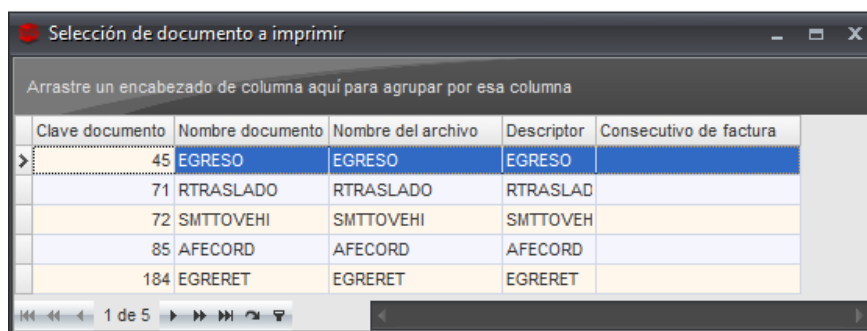 Selección de documento a imprimir
Arrastre un encabezado de columna aquí para agrupar por esa columna
Clave documento Nombre documento Nombre del archivo Descriptor Consecutivo de factura
45 EGRESO EGRESO EGRESO
71 RTRASLADO RTRASLADO RTRASLAD
72 SMTTOVEHI SMTTOVEHI SMTTOVEH
85 AFECORD AFECORD AFECORD
184 EGRERET EGRERET EGRERET
1 de 5